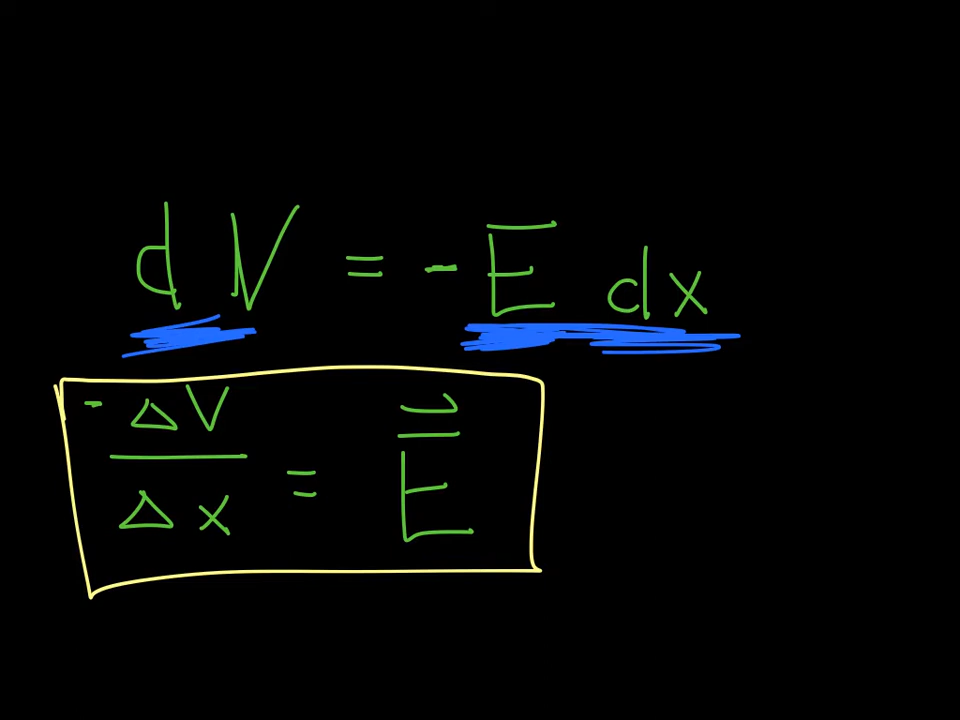 dV = - E dx
- ΔV / Δx = E⃗